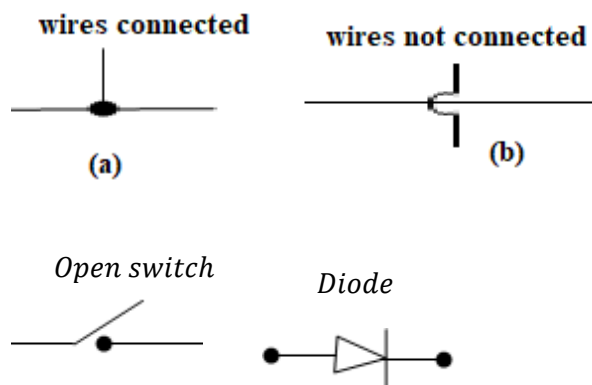 wires connected
wires not connected
(a)
(b)
Open switch
Diode